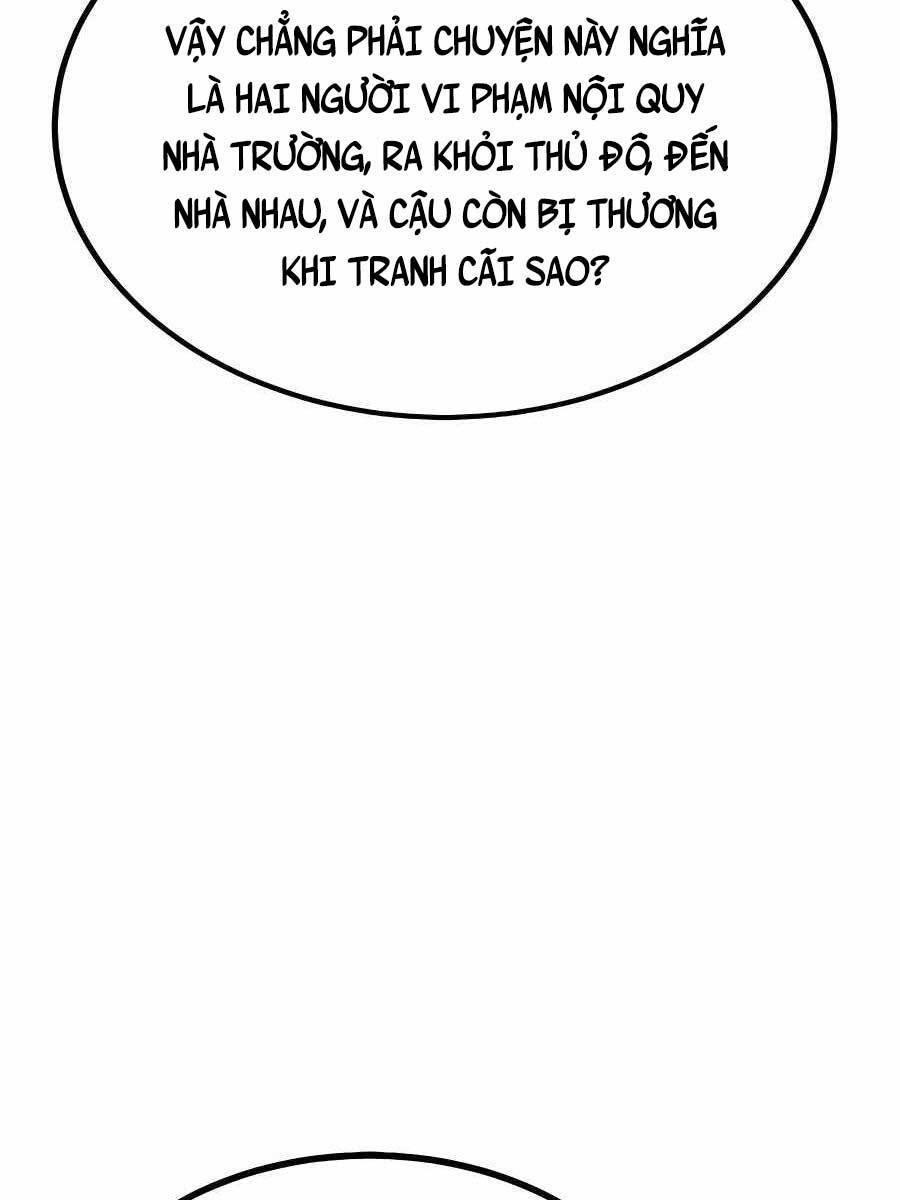 VẬY CHẲNG PHẢI CHUYỆN NÀY NGHĨA
LÀ HAI NGƯỜI VI PHẠM NỘI QUY
NHÀ TRƯỜNG, RA KHỎI THỦ ĐÔ, ĐẾN
NHÀ NHAU, VÀ CẬU CÒN BỊ THƯƠNG
KHI TRANH CÃI SAO?